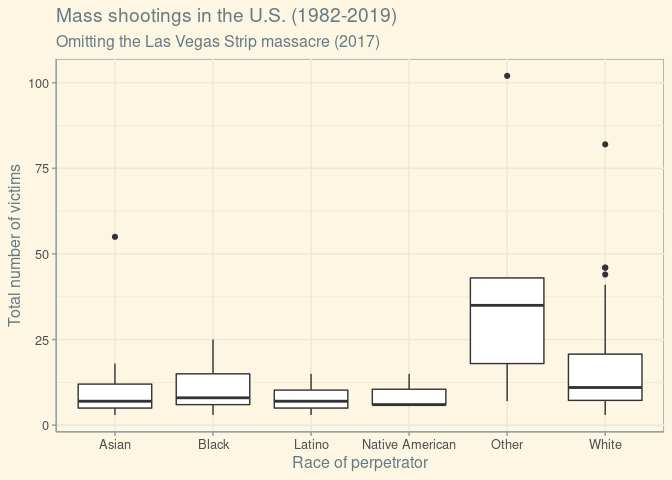 Mass shootings in the U.S. (1982-2019)
Omitting the Las Vegas Strip massacre (2017)
Total number of victims
100
75
50
25
0
Asian Black Latino Native American Other White
Race of perpetrator